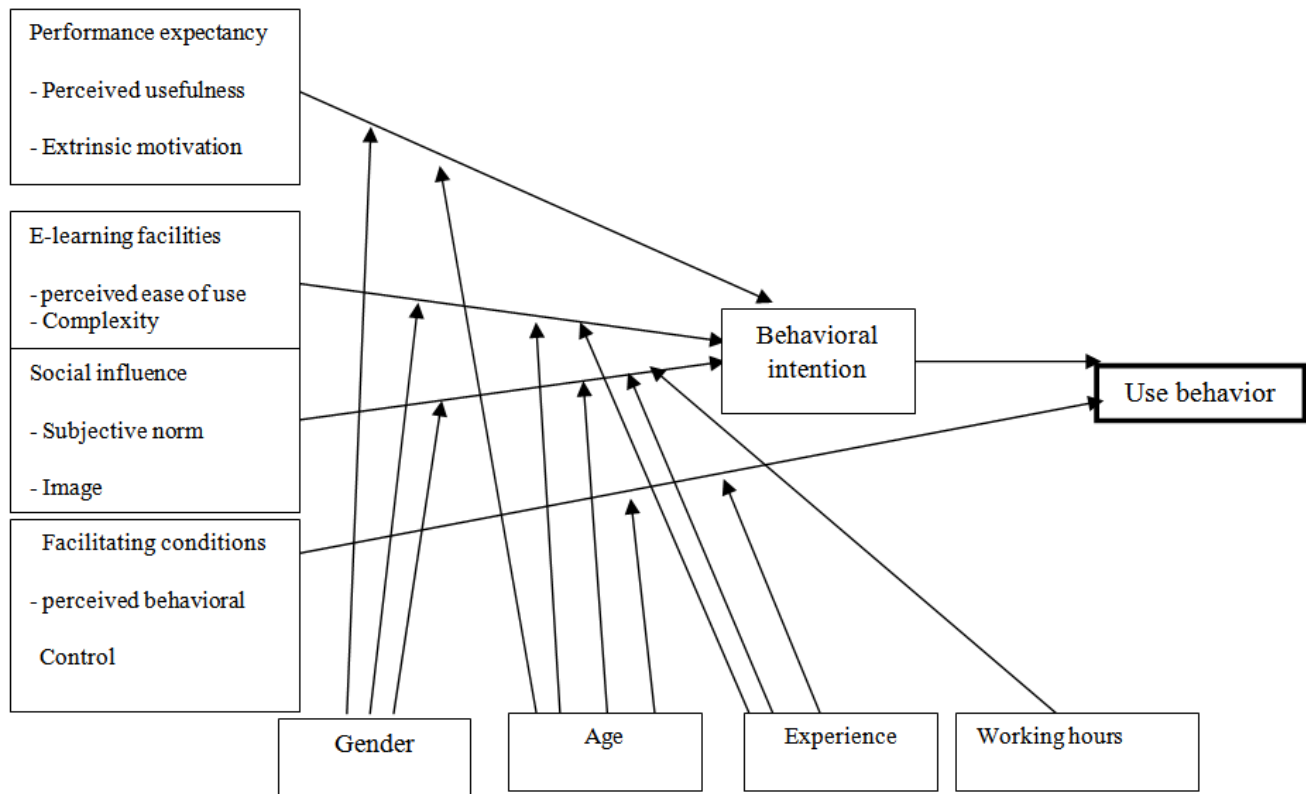 Performance expectancy
- Perceived usefulness
- Extrinsic motivation
E-learning facilities
- perceived ease of use
- Complexity
Social influence
- Subjective norm
- Image
Facilitating conditions
- perceived behavioral
Control
Behavioral
intention
Use behavior
Gender
Age
Experience
Working hours